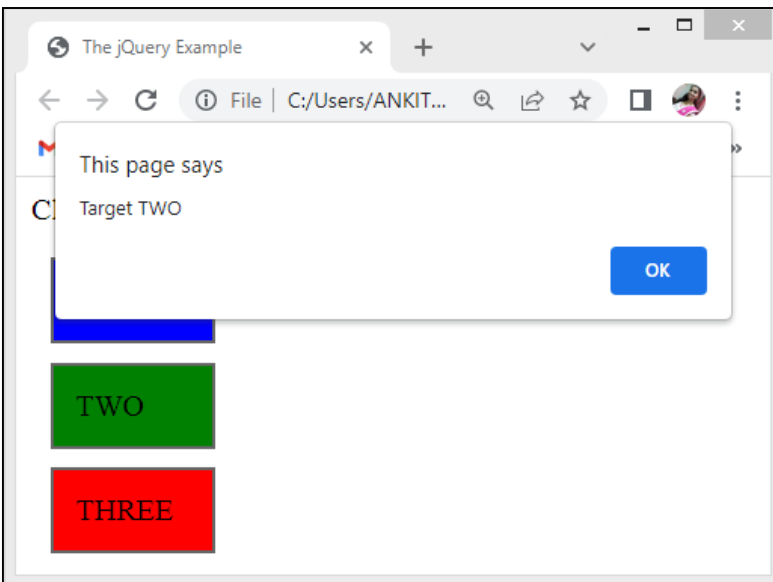 The jQuery Example
File | C:/Users/ANKIT...
This page says
Target TWO
OK
TWO
THREE